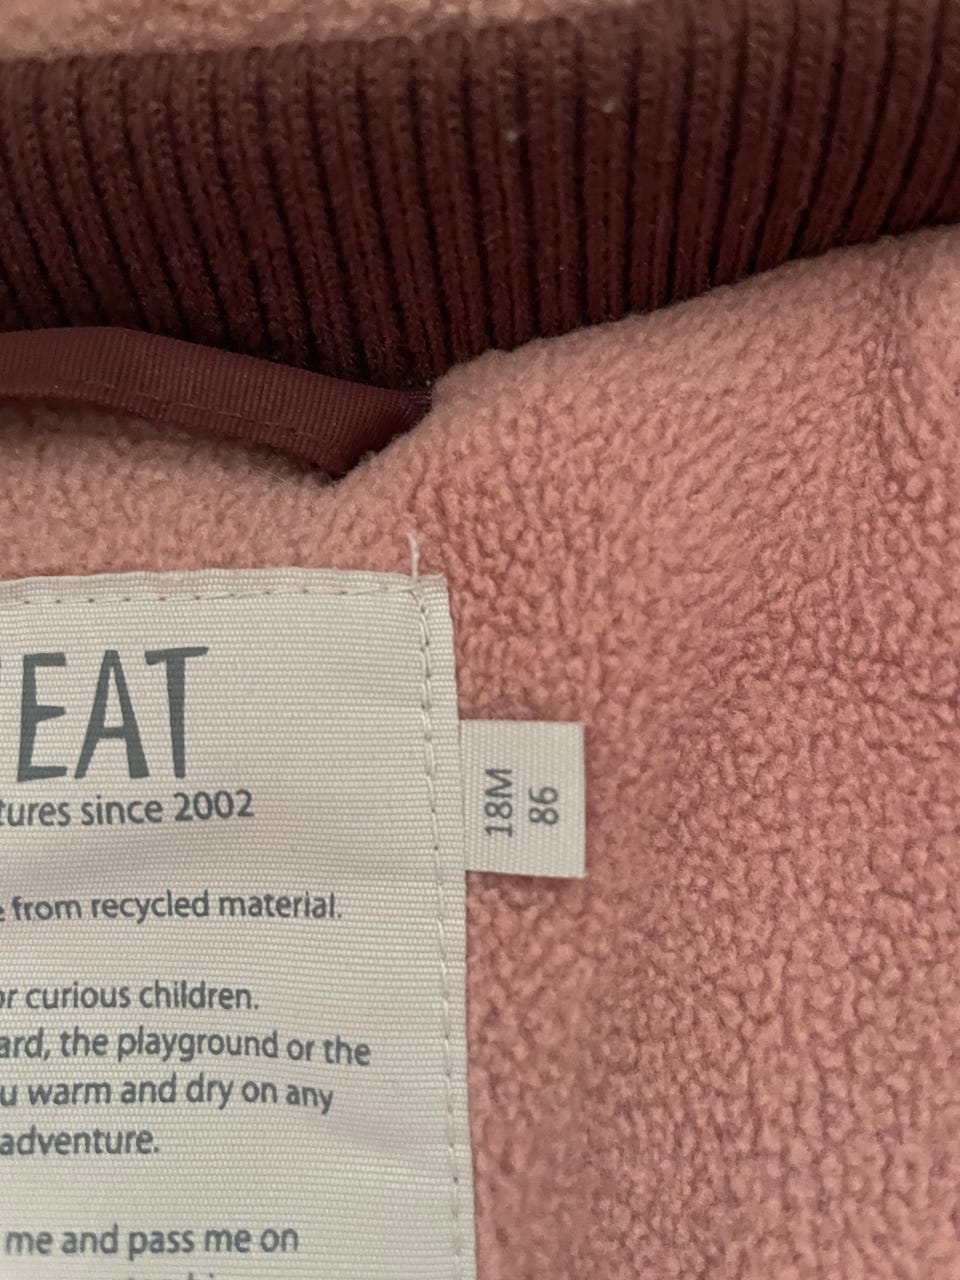 EAT
tures since 2002
from recycled material.
or curious children.
ard, the playground or the
u warm and dry on any
adventure.
me and pass me on
18M
86